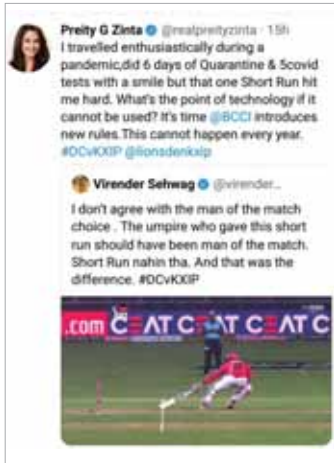 Preity G Zinta @realpreityzinta · 15h
I travelled enthusiastically during a
pandemic,did 6 days of Quarantine & 5covid
tests with a smile but that one Short Run hit
me hard. What's the point of technology if it
cannot be used? It's time @BCCI introduces
new rules.This cannot happen every year.
#DCvKXIP @lionsdenkxip
Virender Sehwag @virender...
I don't agree with the man of the match
choice . The umpire who gave this short
run should have been man of the match.
Short Run nahin tha. And that was the
difference. #DCvKXIP
.com CEAT CEAT CEAT C